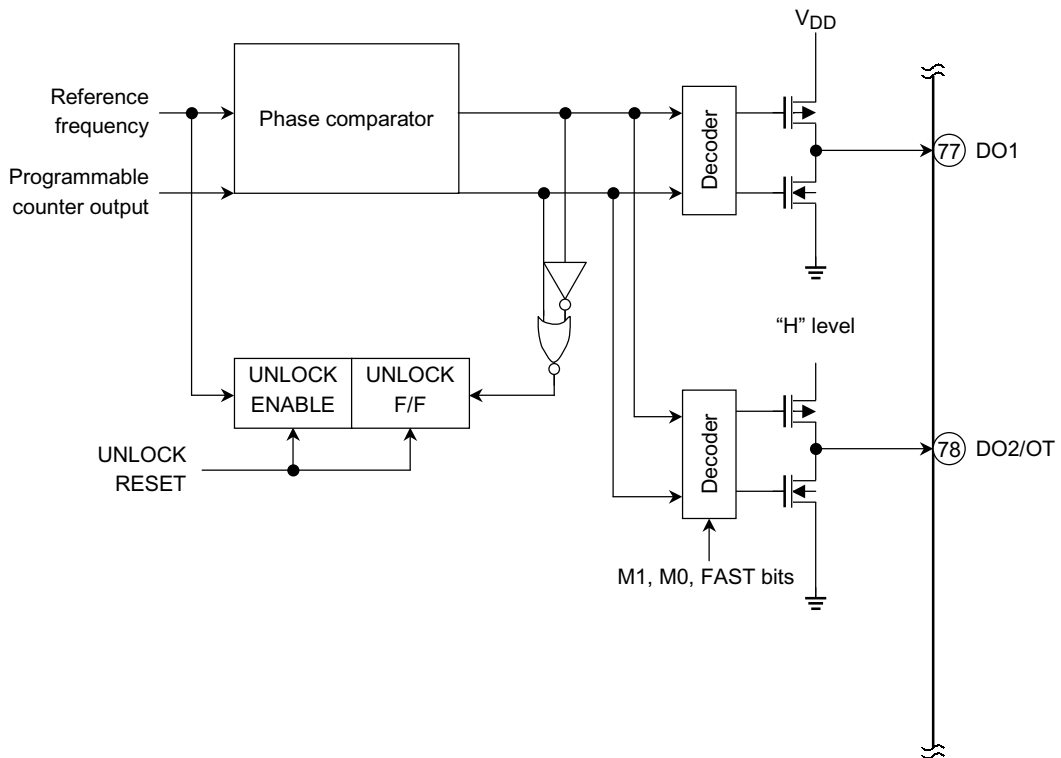 VDD
Reference
frequency
Phase comparator
Decoder
77 DO1
Programmable
counter output
“H” level
UNLOCK
ENABLE
UNLOCK
F/F
UNLOCK
RESET
Decoder
78 DO2/OT
M1, M0, FAST bits